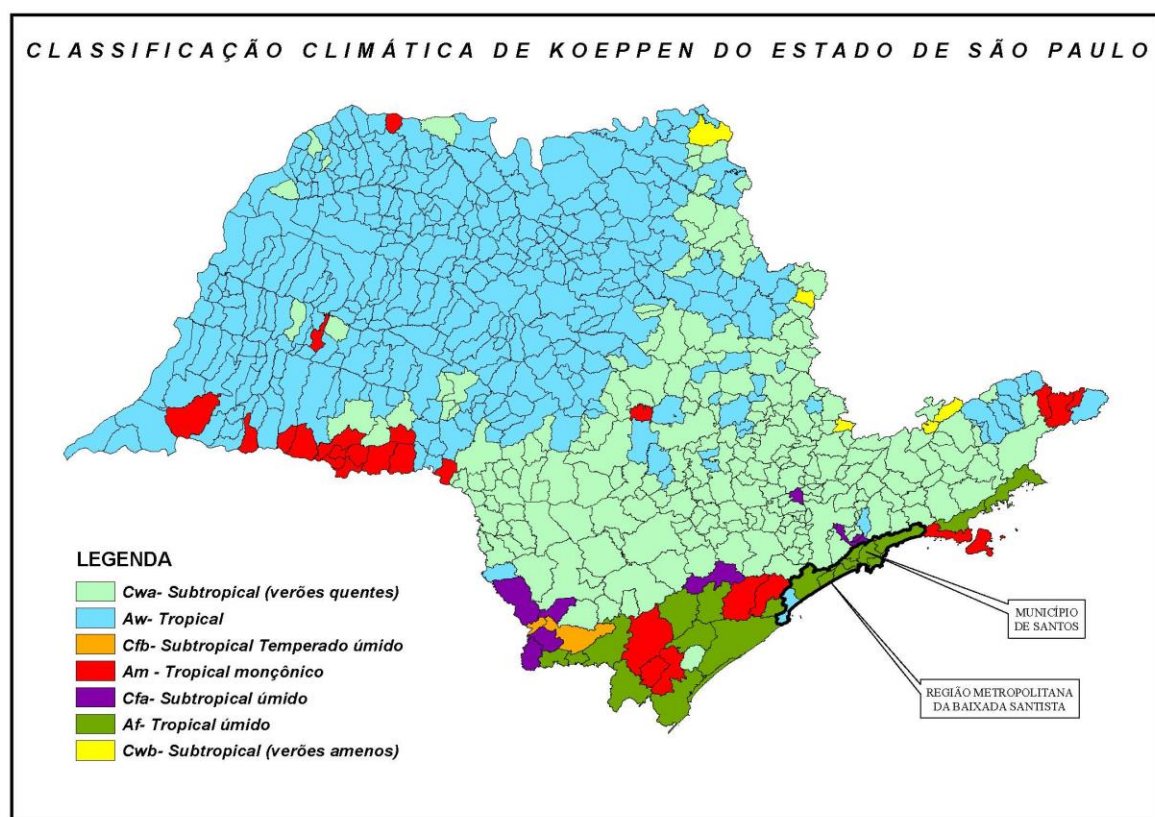 CLASSIFICAÇÃO CLIMÁTICA DE KOEPPEN DO ESTADO DE SÃO PAULO
LEGENDA
Cwa- Subtropical (verões quentes)
Aw- Tropical
Cfb- Subtropical Temperado úmido
Am - Tropical monçônico
Cfa- Subtropical úmido
Af- Tropical úmido
Cwb- Subtropical (verões amenos)
MUNICÍPIO
DE SANTOS
REGIÃO METROPOLITANA
DA BAIXADA SANTISTA